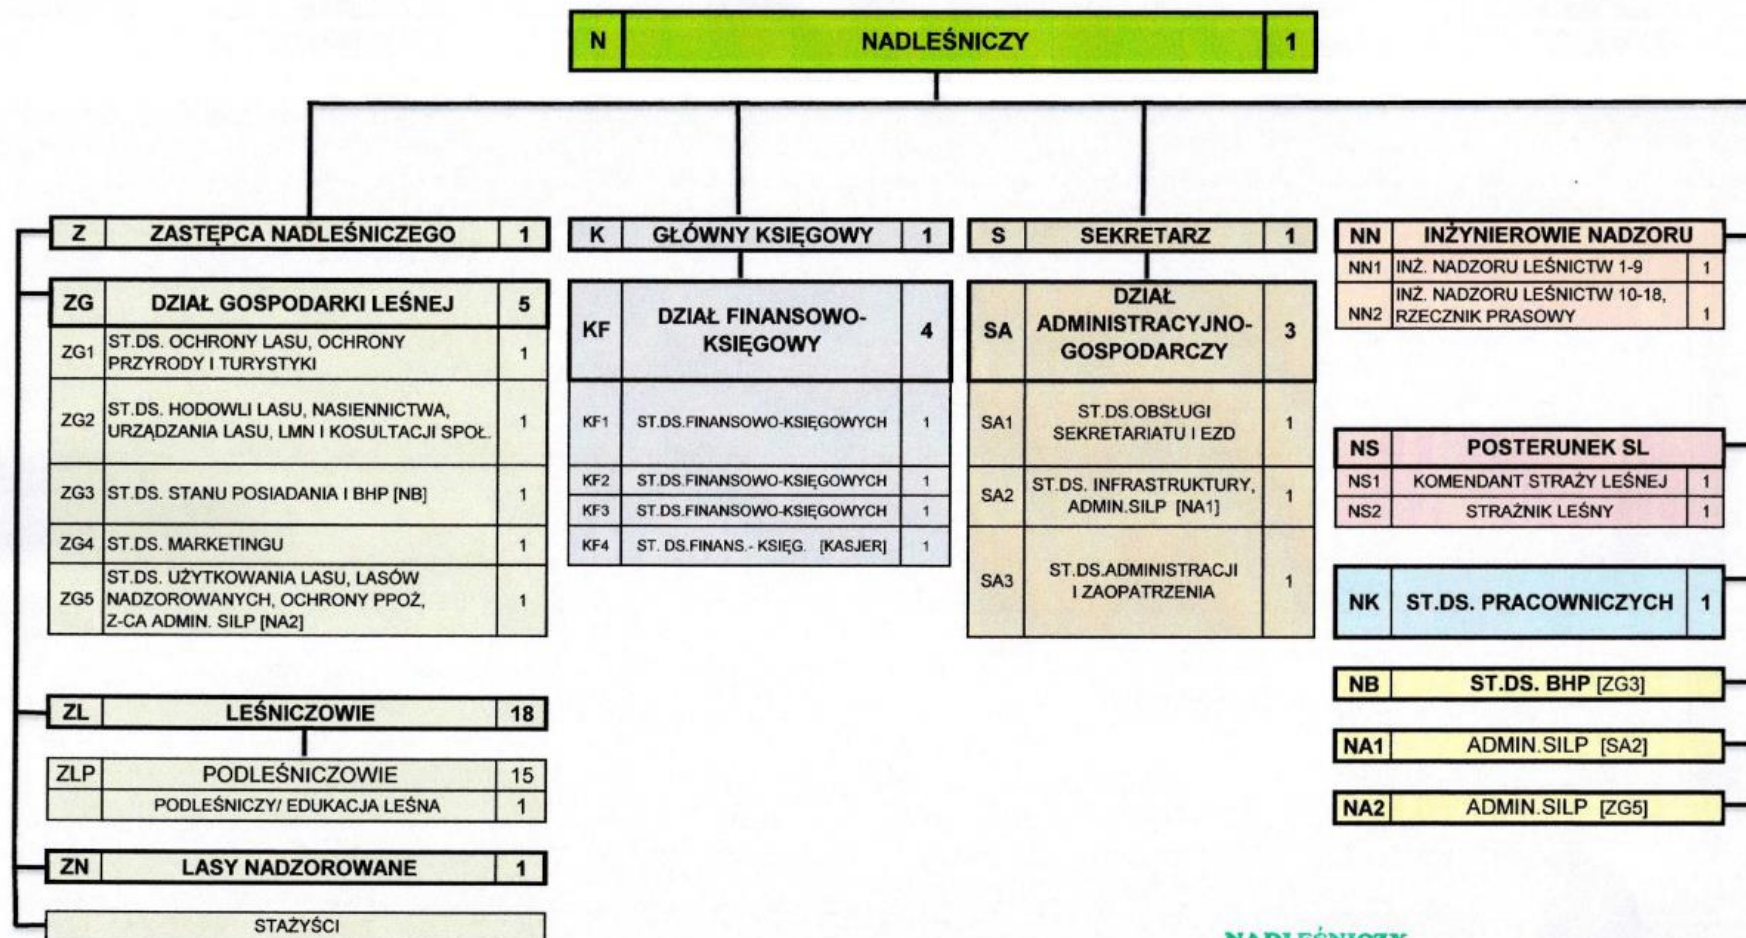 N NADLEŚNICZY 1
Z ZASTĘPCA NADLEŚNICZEGO 1
ZG DZIAŁ GOSPODARKI LEŚNEJ 5
ZG1 ST.DS. OCHRONY LASU, OCHRONY
PRZYRODY I TURYSTYKI 1
ZG2 ST.DS. HODOWLI LASU, NASIENNICTWA,
URZĄDZANIA LASU, LMN I KOSULTACJI SPOŁ. 1
ZG3 ST.DS. STANU POSIADANIA I BHP [NB] 1
ZG4 ST.DS. MARKETINGU 1
ZG5 ST.DS. UŻYTKOWANIA LASU, LASÓW
NADZOROWANYCH, OCHRONY PPOŻ,
Z-CA ADMIN. SILP [NA2] 1
ZL LEŚNICZOWIE 18
ZLP PODLEŚNICZOWIE 15
PODLEŚNICZY/ EDUKACJA LEŚNA 1
ZN LASY NADZOROWANE 1
STAŻYŚCI
K GŁÓWNY KSIĘGOWY 1
KF DZIAŁ FINANSOWO-
KSIĘGOWY 4
KF1 ST.DS.FINANSOWO-KSIĘGOWYCH 1
KF2 ST.DS.FINANSOWO-KSIĘGOWYCH 1
KF3 ST.DS.FINANSOWO-KSIĘGOWYCH 1
KF4 ST. DS.FINANS.- KSIĘG. [KASJER] 1
S SEKRETARZ 1
SA DZIAŁ
ADMINISTRACYJNO-
GOSPODARCZY 3
SA1 ST.DS.OBSŁUGI
SEKRETARIATU I EZD 1
SA2 ST.DS. INFRASTRUKTURY,
ADMIN.SILP [NA1] 1
SA3 ST.DS.ADMINISTRACJI
I ZAOPATRZENIA 1
NN INŻYNIEROWIE NADZORU
NN1 INŻ. NADZORU LEŚNICTW 1-9 1
NN2 INŻ. NADZORU LEŚNICTW 10-18,
RZECZNIK PRASOWY 1
NS POSTERUNEK SL
NS1 KOMENDANT STRAŻY LEŚNEJ 1
NS2 STRAŻNIK LEŚNY 1
NK ST.DS. PRACOWNICZYCH 1
NB ST.DS. BHP [ZG3]
NA1 ADMIN.SILP [SA2]
NA2 ADMIN.SILP [ZG5]
NADLEŚNICZY